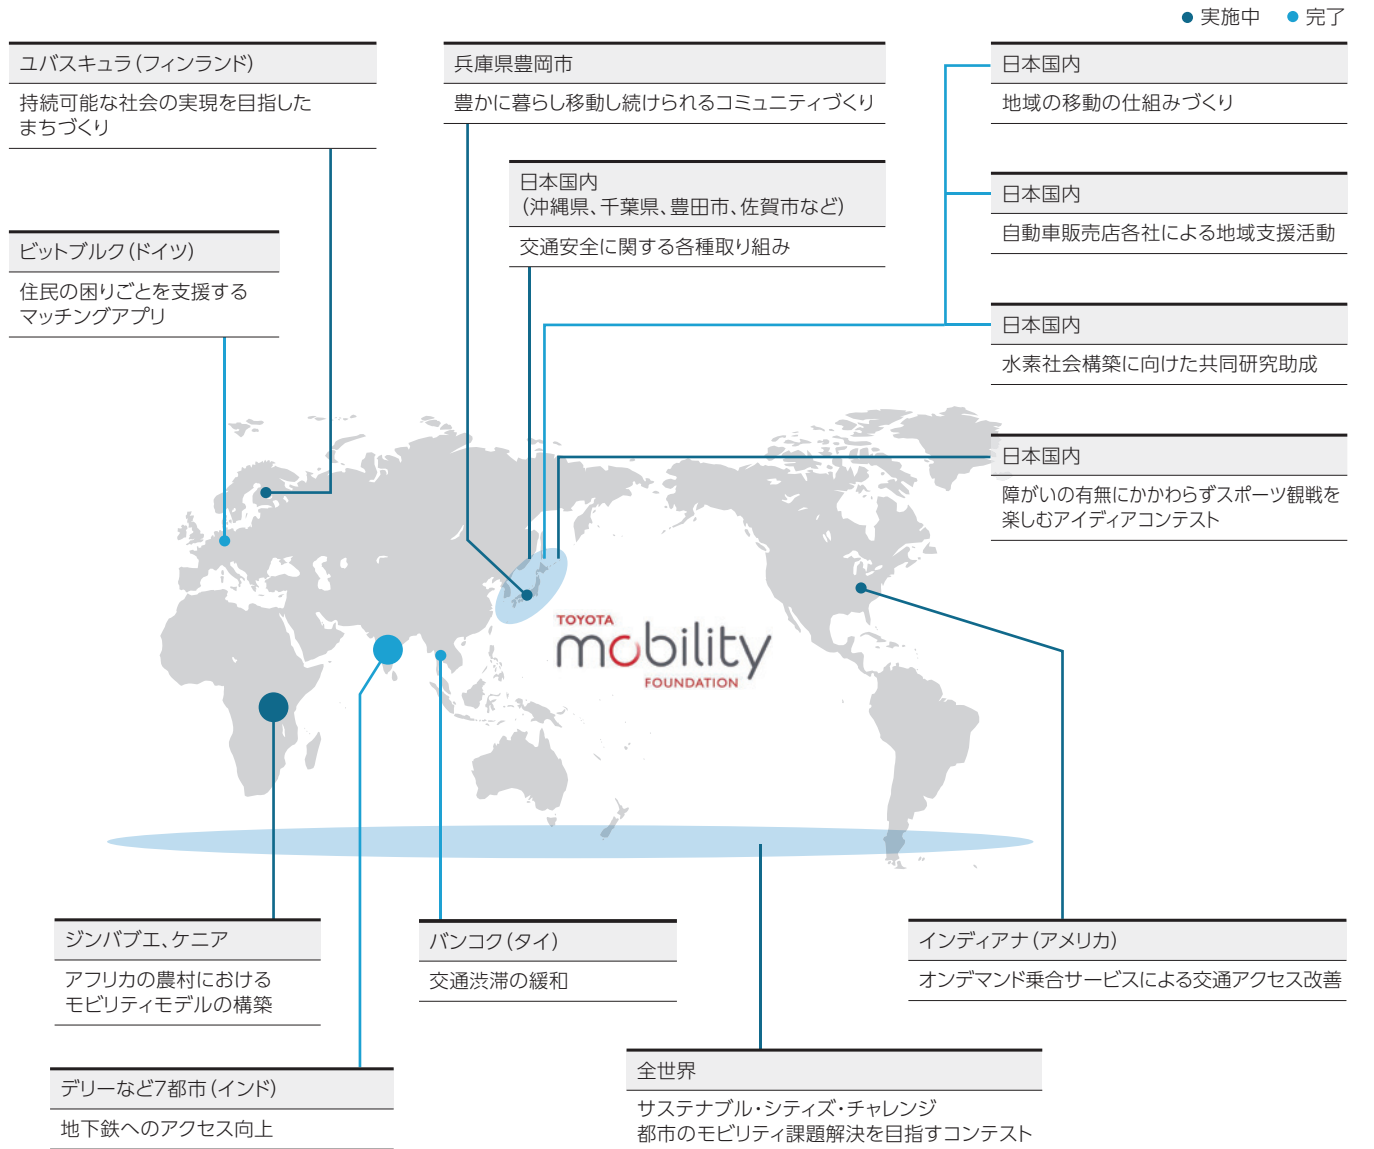 実施中 完了
ユバスキュラ(フィンランド)
持続可能な社会の実現を目指した
まちづくり
ビットブルク(ドイツ)
住民の困りごとを支援する
マッチングアプリ
兵庫県豊岡市
豊かに暮らし移動し続けられるコミュニティづくり
日本国内
(沖縄県、千葉県、豊田市、佐賀市など)
交通安全に関する各種取り組み
日本国内
地域の移動の仕組みづくり
日本国内
自動車販売店各社による地域支援活動
日本国内
水素社会構築に向けた共同研究助成
日本国内
障がいの有無にかかわらずスポーツ観戦を
楽しむアイディアコンテスト
TOYOTA
mobility
FOUNDATION
ジンバブエ、ケニア
アフリカの農村における
モビリティモデルの構築
バンコク(タイ)
交通渋滞の緩和
インディアナ(アメリカ)
オンデマンド乗合サービスによる交通アクセス改善
デリーなど7都市(インド)
地下鉄へのアクセス向上
全世界
サステナブル・シティズ・チャレンジ
都市のモビリティ課題解決を目指すコンテスト